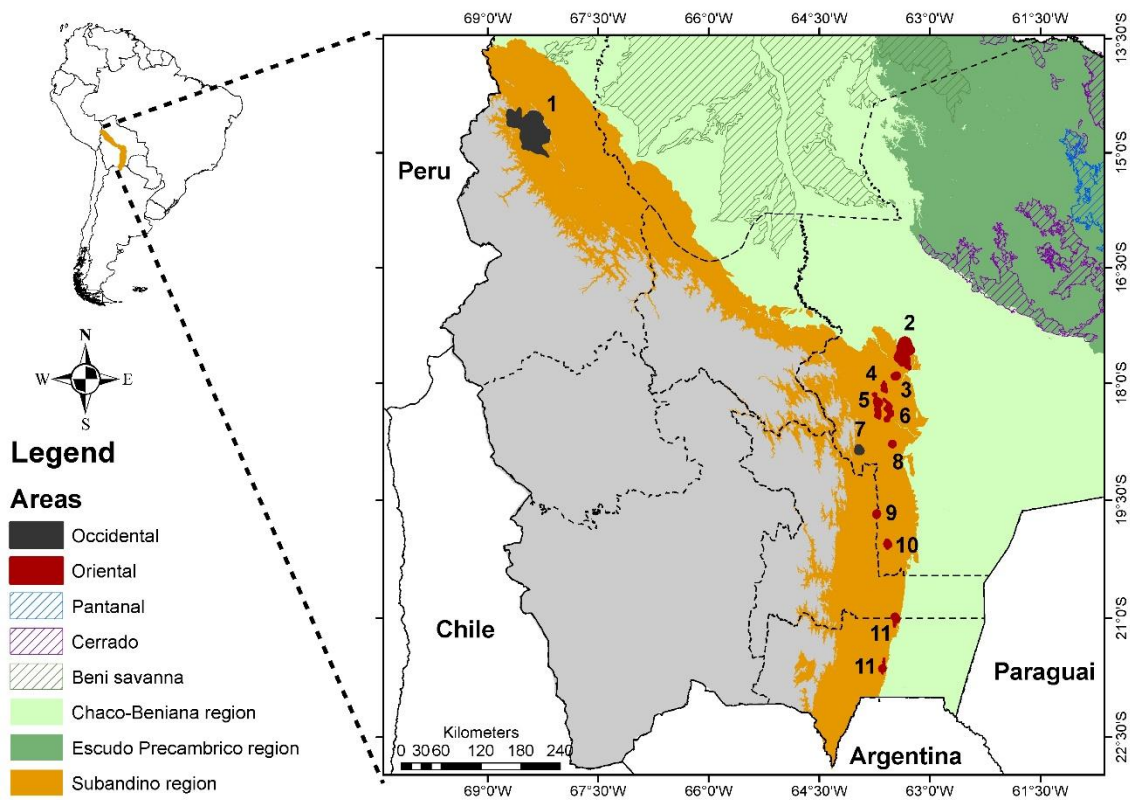 69°0'W 67°30'W 66°0'W 64°30'W 63°0'W 61°30'W
13°30'S
15°0'S
16°30'S
18°0'S
19°30'S
21°0'S
22°30'S
1
Peru
2
4
3
5
6
7
8
9
10
11
11
Chile
Paraguai
Argentina
N
W E
S
Legend
Areas
Occidental
Oriental
Pantanal
Cerrado
Beni savanna
Chaco-Beniana region
Escudo Precambrico region
Subandino region
Kilometers
0 30 60 120 180 240
69°0'W 67°30'W 66°0'W 64°30'W 63°0'W 61°30'W